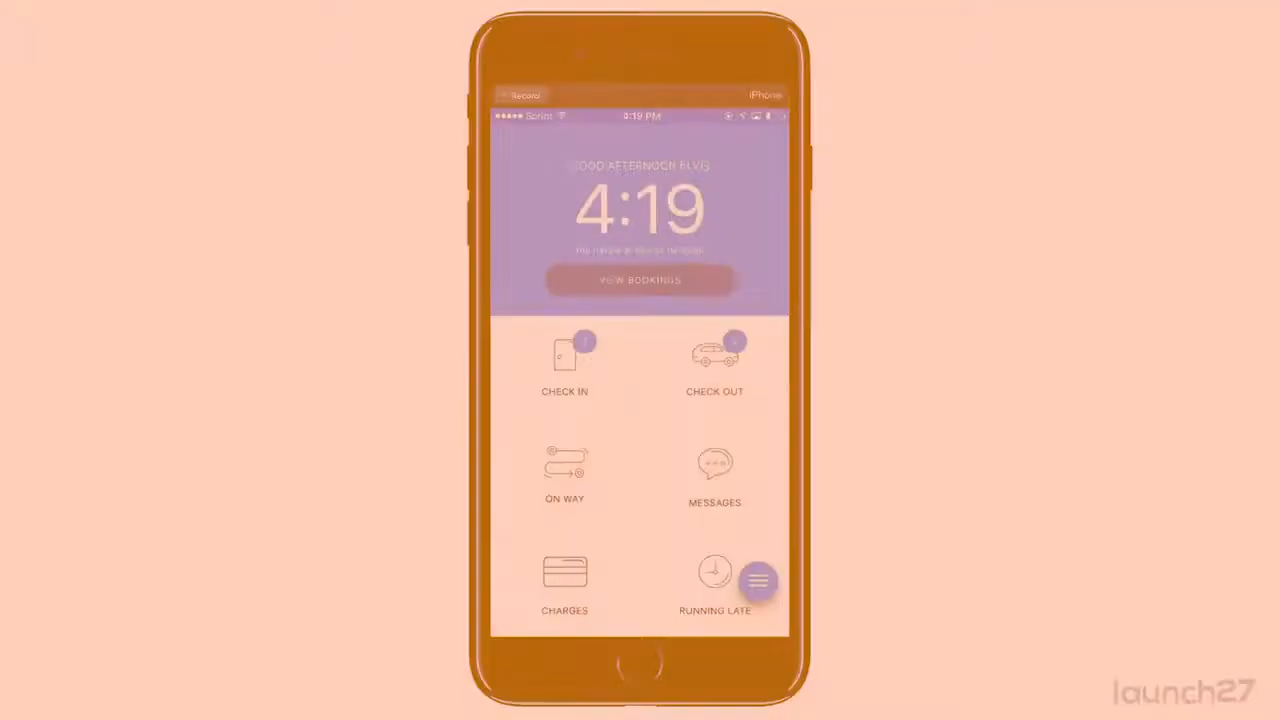 Record
iPhone
Sprint
4:19 PM
GOOD AFTERNOON ELVIS
4:19
VIEW BOOKINGS
CHECK IN
CHECK OUT
ON WAY
MESSAGES
CHARGES
RUNNING LATE
launch27